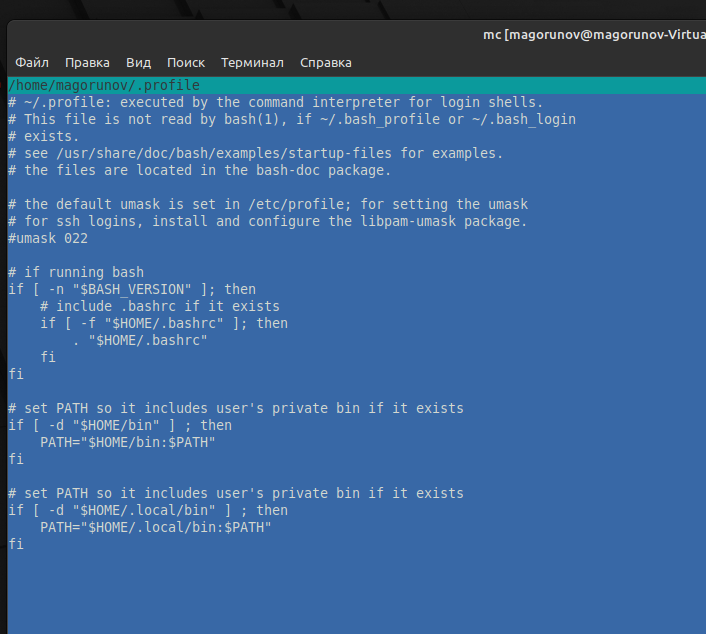 mc [magorunov@magorunov-Virtua
Файл Правка Вид Поиск Терминал Справка
/home/magorunov/.profile
# ~/.profile: executed by the command interpreter for login shells.
# This file is not read by bash(1), if ~/.bash_profile or ~/.bash_login
# exists.
# see /usr/share/doc/bash/examples/startup-files for examples.
# the files are located in the bash-doc package.

# the default umask is set in /etc/profile; for setting the umask
# for ssh logins, install and configure the libpam-umask package.
#umask 022

# if running bash
if [ -n "$BASH_VERSION" ]; then
    # include .bashrc if it exists
    if [ -f "$HOME/.bashrc" ]; then
        . "$HOME/.bashrc"
    fi
fi

# set PATH so it includes user's private bin if it exists
if [ -d "$HOME/bin" ] ; then
    PATH="$HOME/bin:$PATH"
fi

# set PATH so it includes user's private bin if it exists
if [ -d "$HOME/.local/bin" ] ; then
    PATH="$HOME/.local/bin:$PATH"
fi